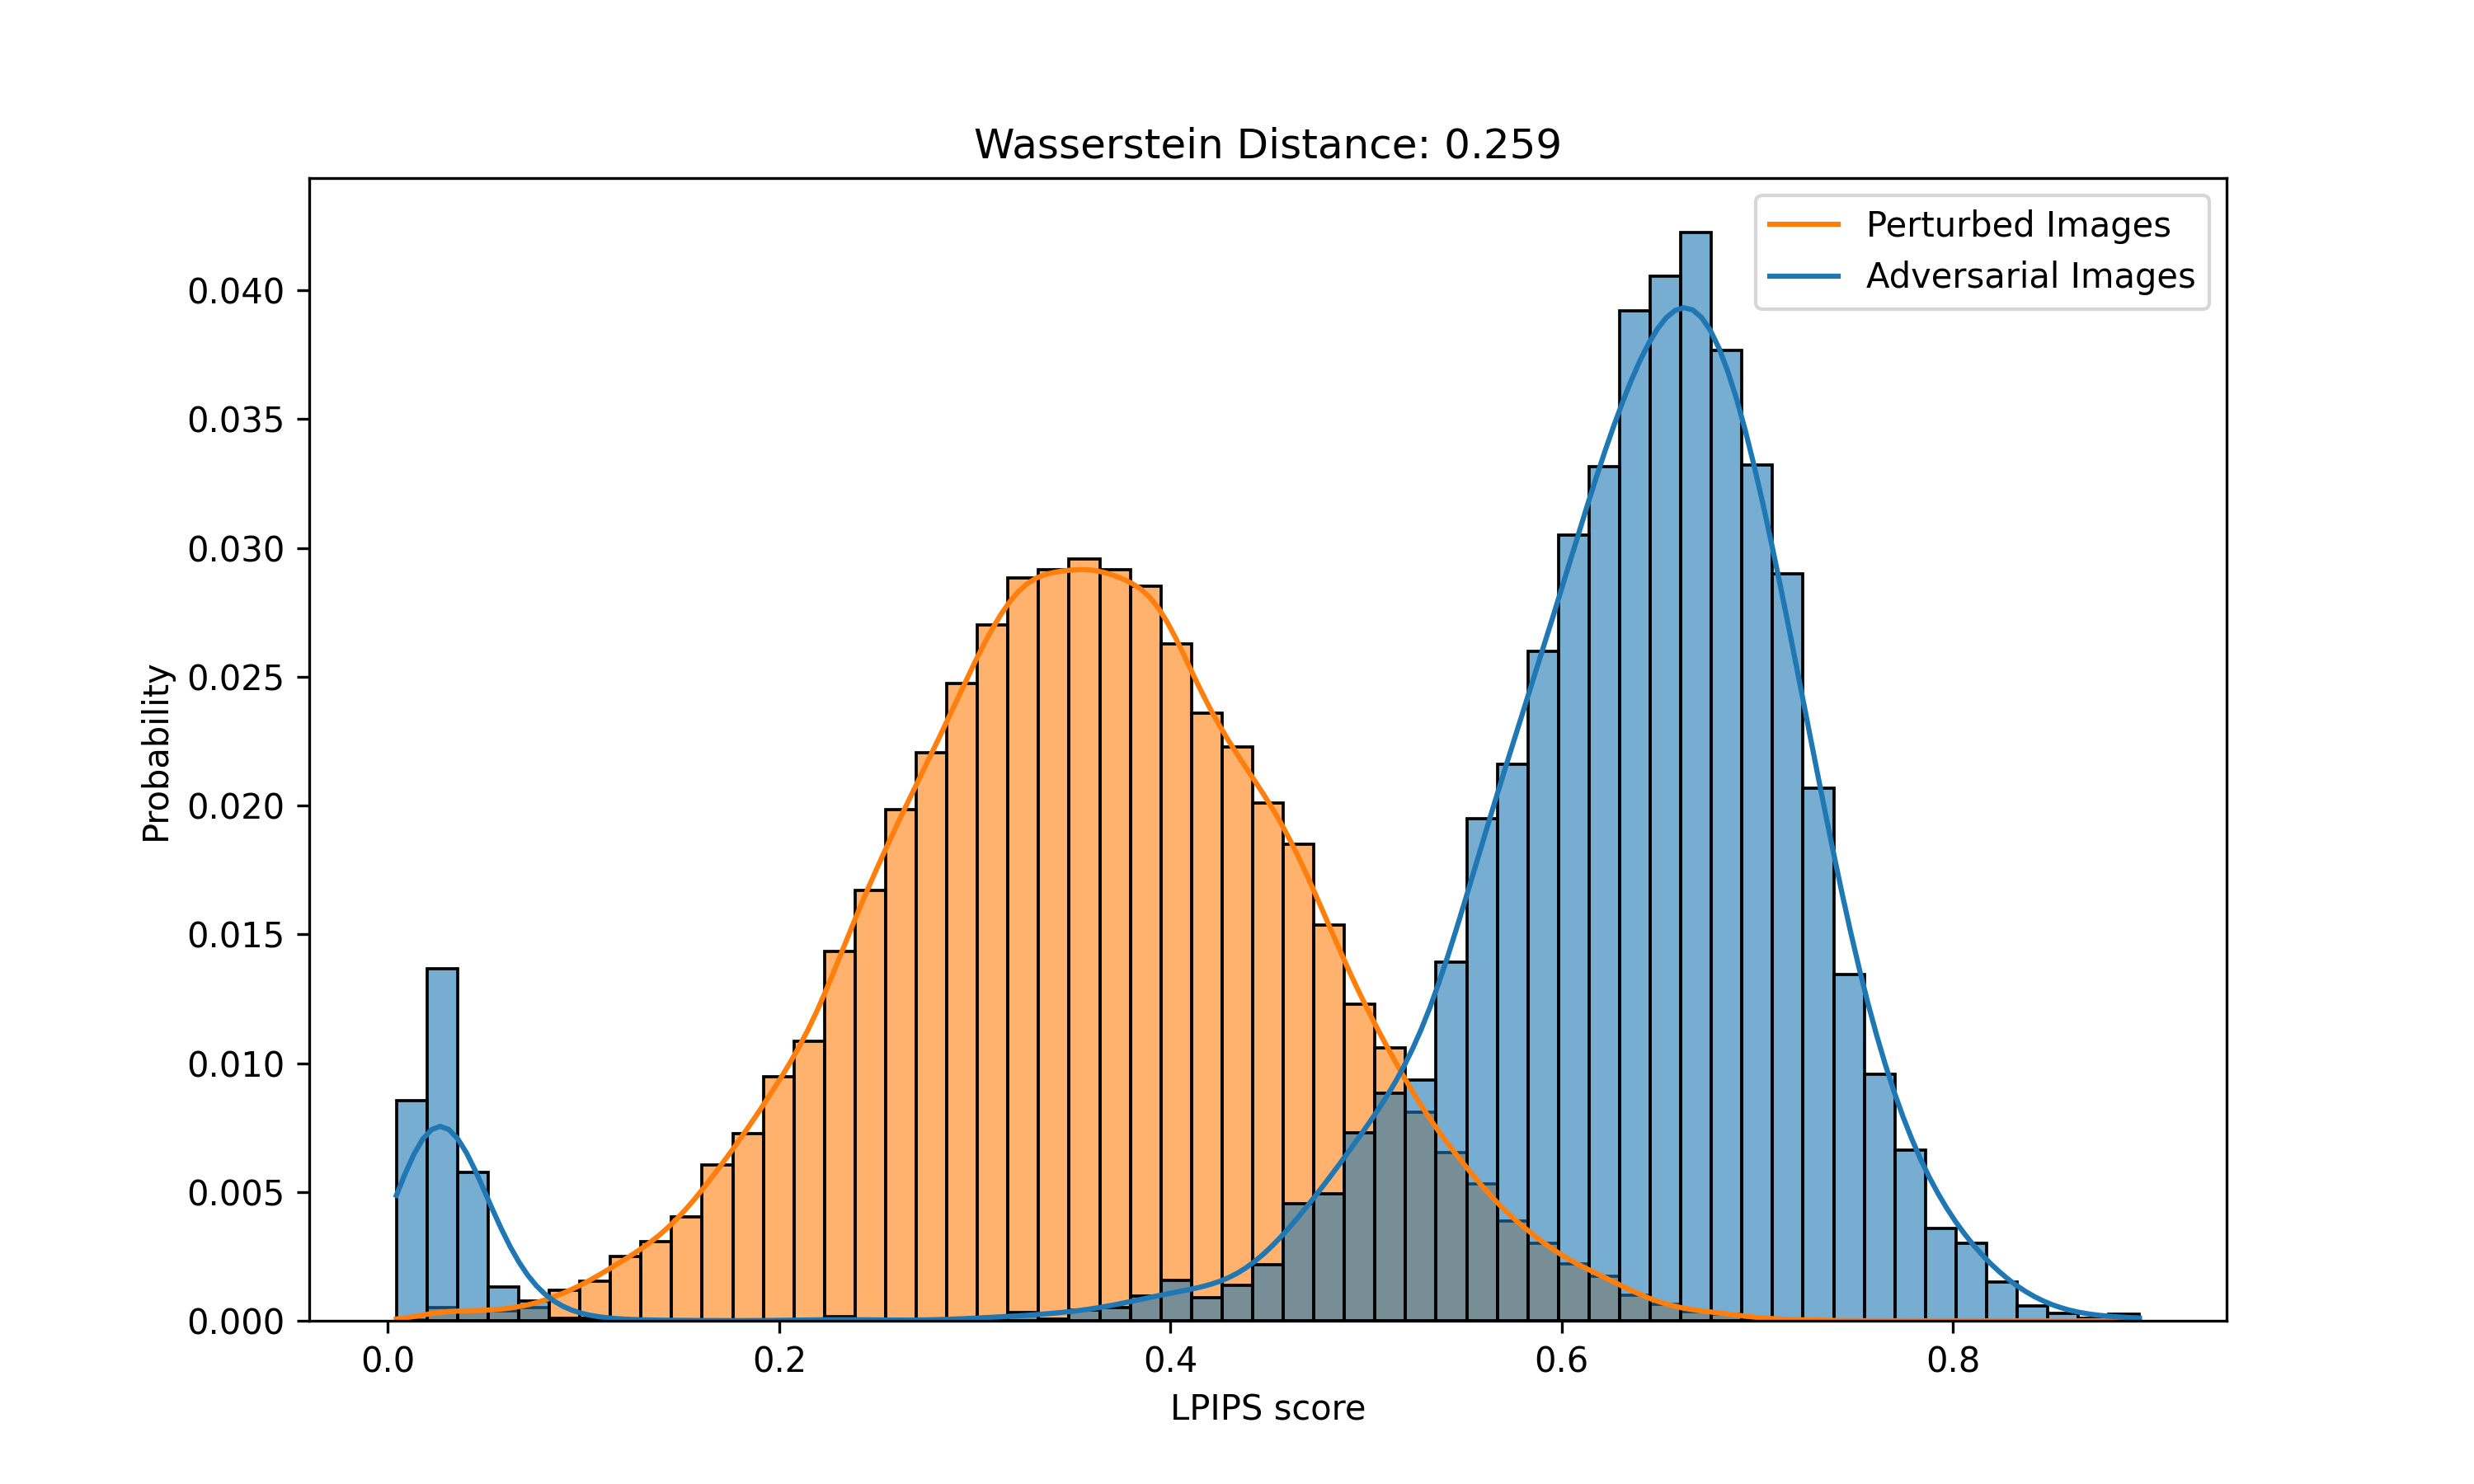 Wasserstein Distance: 0.259
Perturbed Images
Adversarial Images
Probability
0.040
0.035
0.030
0.025
0.020
0.015
0.010
0.005
0.000
0.0 0.2 0.4 0.6 0.8
LPIPS score